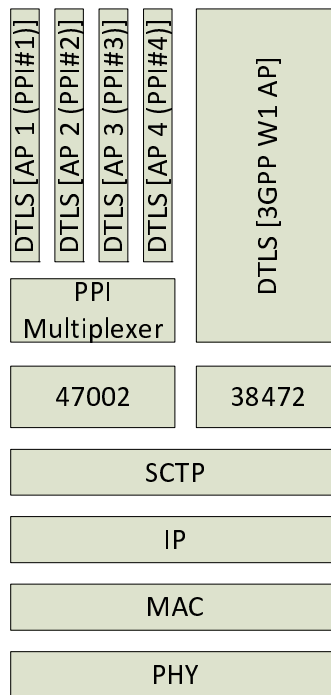 DTLS [AP 1 (PPI#1)]
DTLS [AP 2 (PPI#2)]
DTLS [AP 3 (PPI#3)]
DTLS [AP 4 (PPI#4)]
DTLS [3GPP W1 AP]
PPI
Multiplexer
47002
38472
SCTP
IP
MAC
PHY